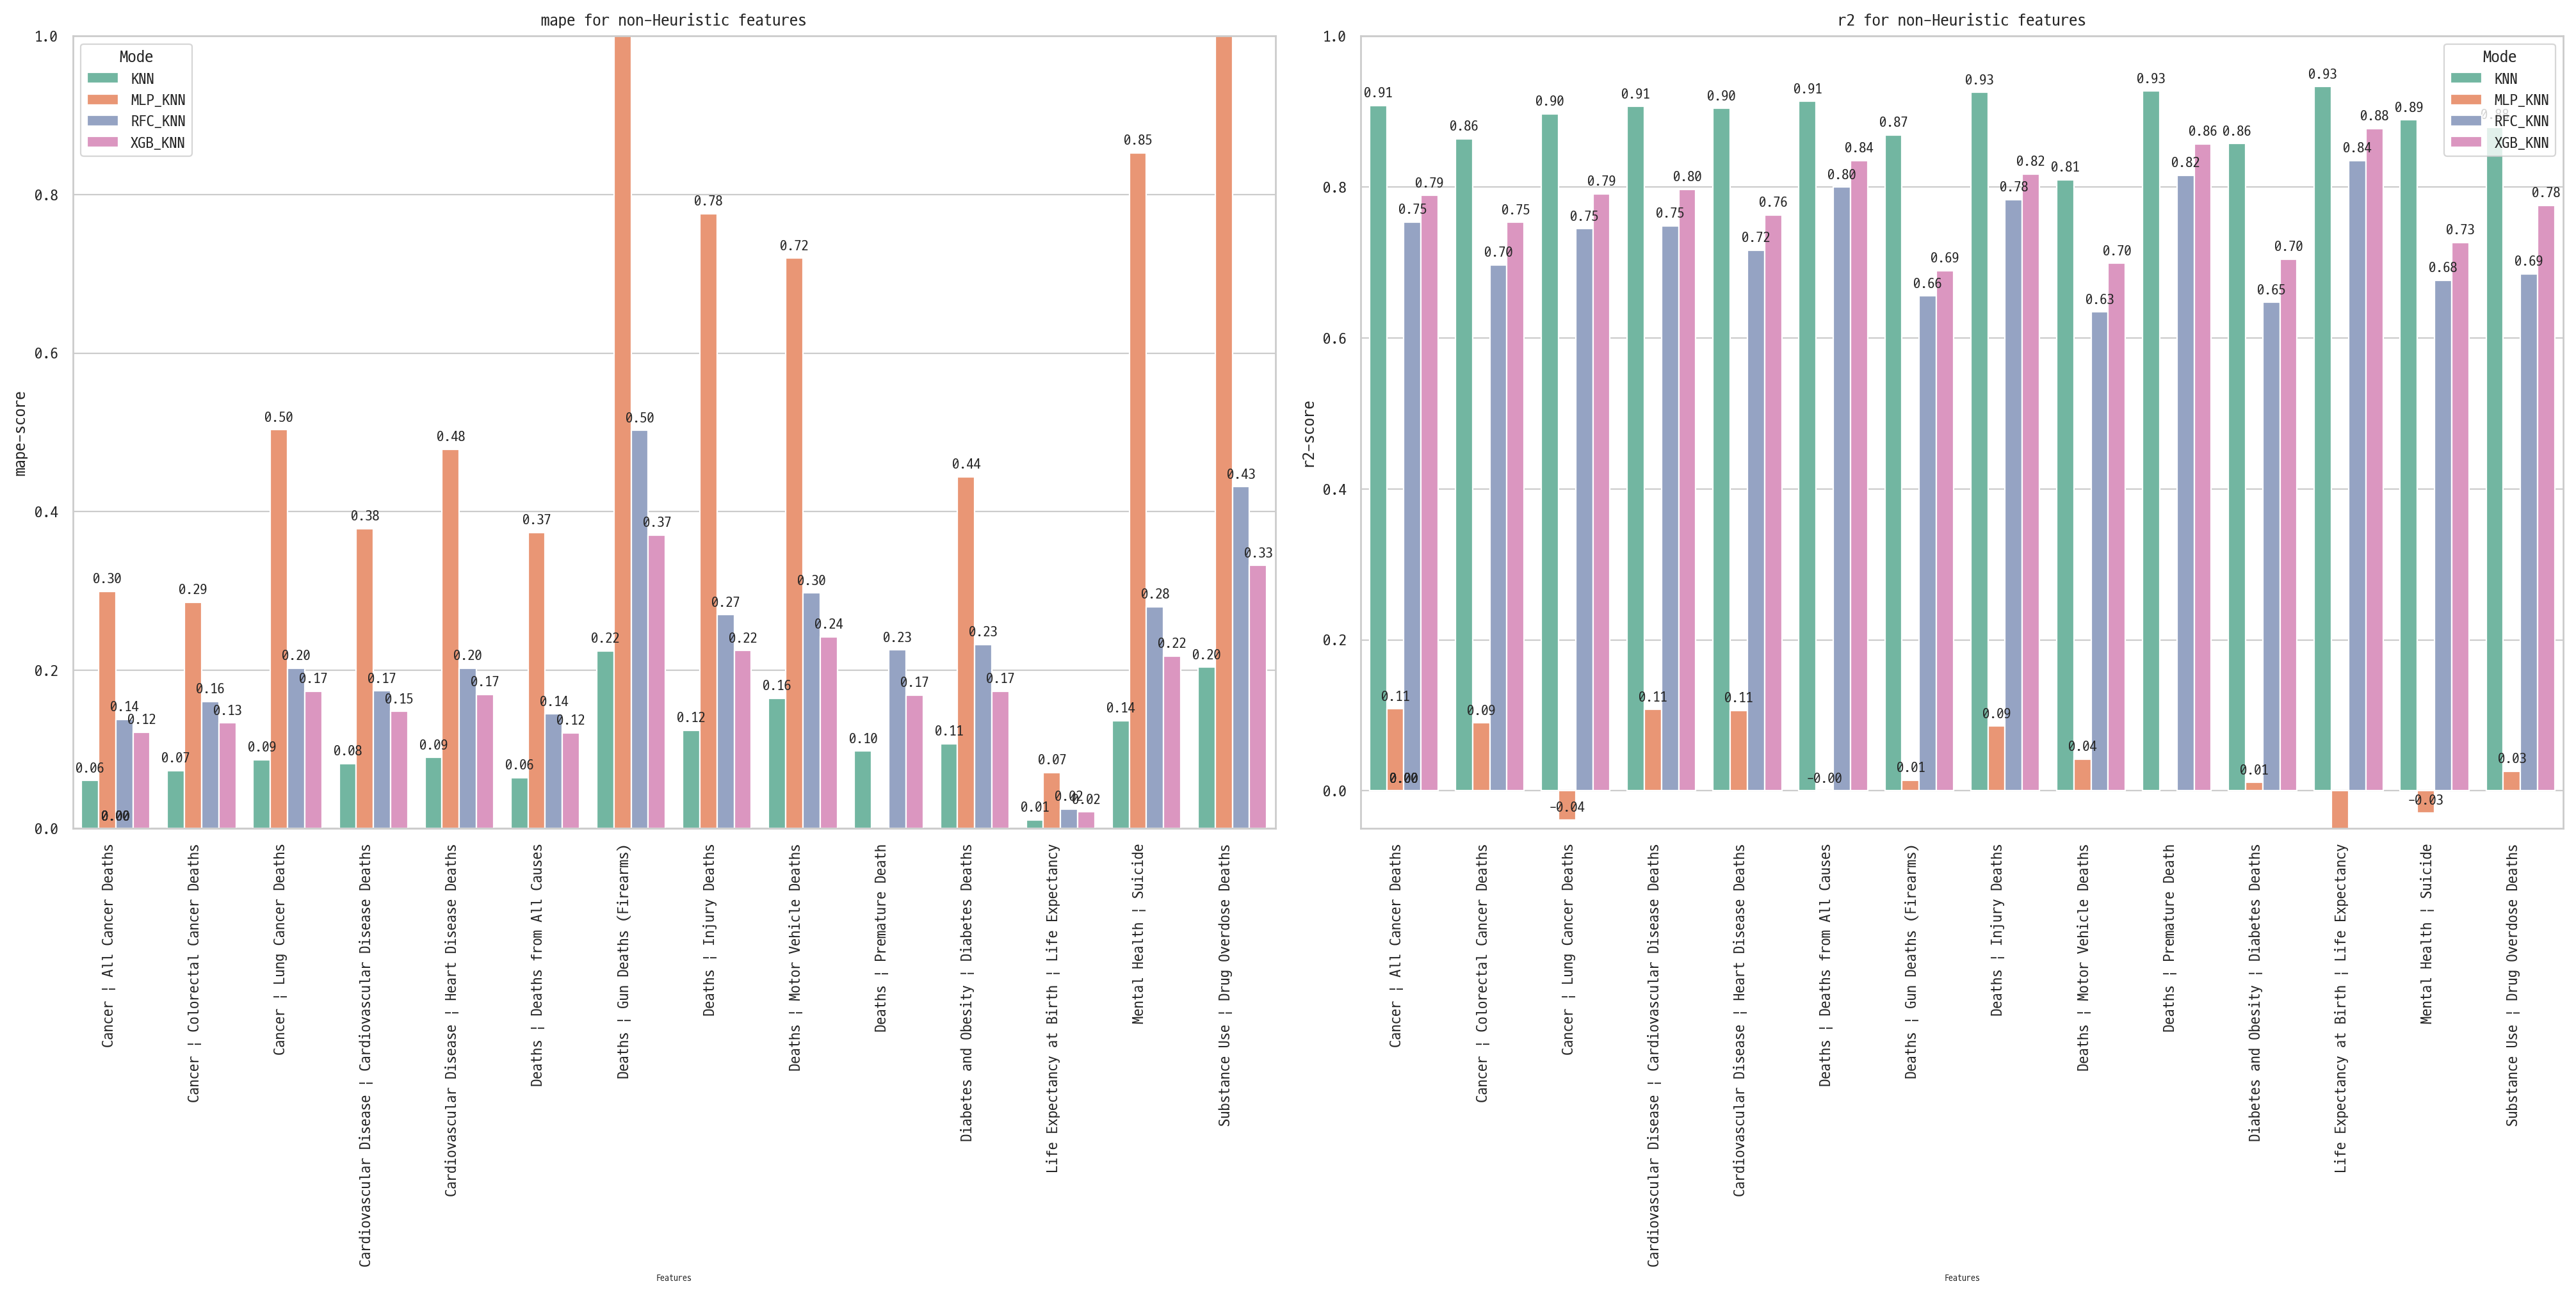 mape for non-Heuristic features
mape-score
1.0
0.8
0.6
0.4
0.2
0.0
Mode
KNN
MLP_KNN
RFC_KNN
XGB_KNN
0.06
0.30
0.14
0.12
0.00
0.07
0.29
0.16
0.13
0.09
0.50
0.20
0.17
0.08
0.38
0.17
0.15
0.09
0.48
0.20
0.17
0.06
0.37
0.14
0.12
0.22
0.50
0.37
0.12
0.78
0.27
0.22
0.16
0.72
0.30
0.24
0.10
0.23
0.17
0.11
0.44
0.23
0.17
0.01
0.07
0.02
0.02
0.14
0.85
0.28
0.22
0.20
0.43
0.33
Cancer ¦ All Cancer Deaths
Cancer ¦ Colorectal Cancer Deaths
Cancer ¦ Lung Cancer Deaths
Cardiovascular Disease ¦ Cardiovascular Disease Deaths
Cardiovascular Disease ¦ Heart Disease Deaths
Deaths ¦ Deaths from All Causes
Deaths ¦ Gun Deaths (Firearms)
Deaths ¦ Injury Deaths
Deaths ¦ Motor Vehicle Deaths
Deaths ¦ Premature Death
Diabetes and Obesity ¦ Diabetes Deaths
Life Expectancy at Birth ¦ Life Expectancy
Mental Health ¦ Suicide
Substance Use ¦ Drug Overdose Deaths
Features
r2 for non-Heuristic features
r2-score
1.0
0.8
0.6
0.4
0.2
0.0
Mode
KNN
MLP_KNN
RFC_KNN
XGB_KNN
0.91
0.11
0.75
0.79
0.00
0.86
0.09
0.70
0.75
0.90
−0.04
0.75
0.79
0.91
0.11
0.75
0.80
0.90
0.11
0.72
0.76
0.91
−0.00
0.80
0.84
0.87
0.01
0.66
0.69
0.93
0.09
0.78
0.82
0.81
0.04
0.63
0.70
0.93
0.82
0.86
0.86
0.01
0.65
0.70
0.93
0.84
0.88
0.89
−0.03
0.68
0.73
0.03
0.69
0.78
Cancer ¦ All Cancer Deaths
Cancer ¦ Colorectal Cancer Deaths
Cancer ¦ Lung Cancer Deaths
Cardiovascular Disease ¦ Cardiovascular Disease Deaths
Cardiovascular Disease ¦ Heart Disease Deaths
Deaths ¦ Deaths from All Causes
Deaths ¦ Gun Deaths (Firearms)
Deaths ¦ Injury Deaths
Deaths ¦ Motor Vehicle Deaths
Deaths ¦ Premature Death
Diabetes and Obesity ¦ Diabetes Deaths
Life Expectancy at Birth ¦ Life Expectancy
Mental Health ¦ Suicide
Substance Use ¦ Drug Overdose Deaths
Features